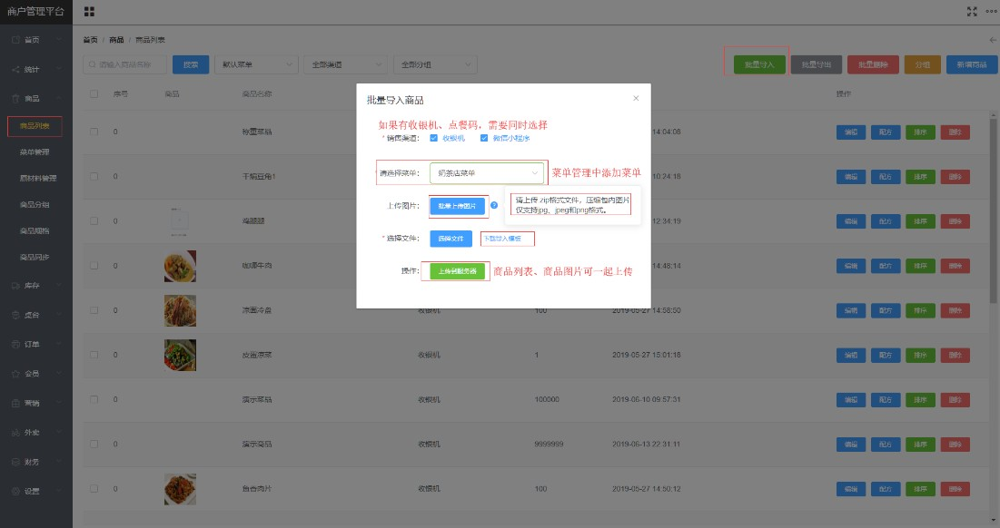 商户管理平台
首页
统计
商品
商品列表
菜单管理
原材料管理
商品分组
商品规格
商品同步
库存
桌台
订单
会员
营销
外卖
财务
设置
首页 / 商品 / 商品列表
请输入商品名称 搜索 默认菜单 全部渠道 全部分组 批量导入 批量导出 批量删除 分组 新增商品
序号 商品 商品名称 操作
批量导入商品
如果有收银机、点餐码，需要同时选择
* 销售渠道： 收银机 微信小程序
* 请选择菜单： 奶茶店菜单 菜单管理中添加菜单
上传图片： 批量上传图片 ?
请上传.zip格式文件，压缩包内图片
仅支持jpg、jpeg和png格式。
* 选择文件： 选择文件 下载导入模板
操作： 上传到服务器 商品列表、商品图片可一起上传
0 称重菜品 14:04:08 编辑 配方 排序 删除
0 干煸豆角1 10:24:18 编辑 配方 排序 删除
0 鸡腿腿 12:34:19 编辑 配方 排序 删除
0 咖喱牛肉 14:48:14 编辑 配方 排序 删除
0 凉面冷盘 收银机 100 2019-05-27 14:58:50 编辑 配方 排序 删除
0 皮蛋凉菜 收银机 1 2019-05-27 15:01:18 编辑 配方 排序 删除
0 演示菜品 收银机 100000 2019-06-10 09:57:31 编辑 配方 排序 删除
0 演示商品 收银机 9999999 2019-06-13 22:31:11 编辑 配方 排序 删除
0 鱼香肉片 收银机 100 2019-05-27 14:50:12 编辑 配方 排序 删除